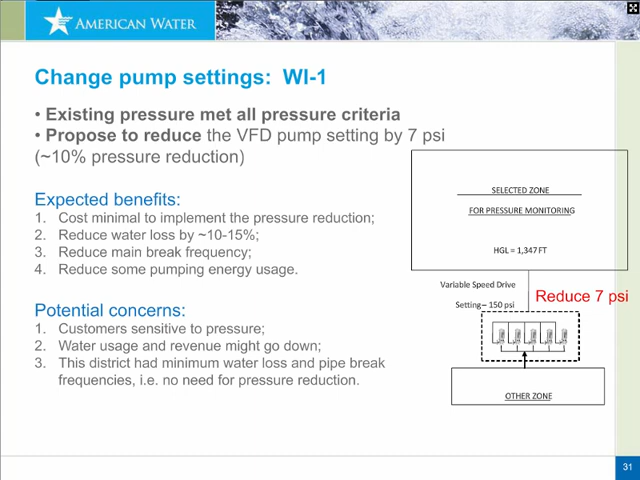 AMERICAN WATER
Change pump settings: WI-1
• Existing pressure met all pressure criteria
• Propose to reduce the VFD pump setting by 7 psi
(~10% pressure reduction)
Expected benefits:
1. Cost minimal to implement the pressure reduction;
2. Reduce water loss by ~10-15%;
3. Reduce main break frequency;
4. Reduce some pumping energy usage.
Potential concerns:
1. Customers sensitive to pressure;
2. Water usage and revenue might go down;
3. This district had minimum water loss and pipe break
frequencies, i.e. no need for pressure reduction.
SELECTED ZONE
FOR PRESSURE MONITORING
HGL = 1,347 FT
Variable Speed Drive
Setting~ 150 psi
Reduce 7 psi
OTHER ZONE
31